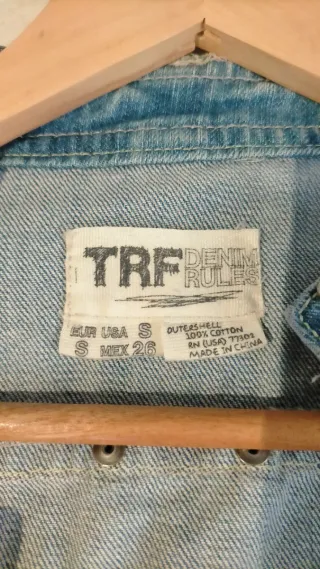 TRF DENIM RULES
EUR USA S
S MEX 26
OUTERSHELL
100% COTTON
RN (USA) 77302
MADE IN CHINA